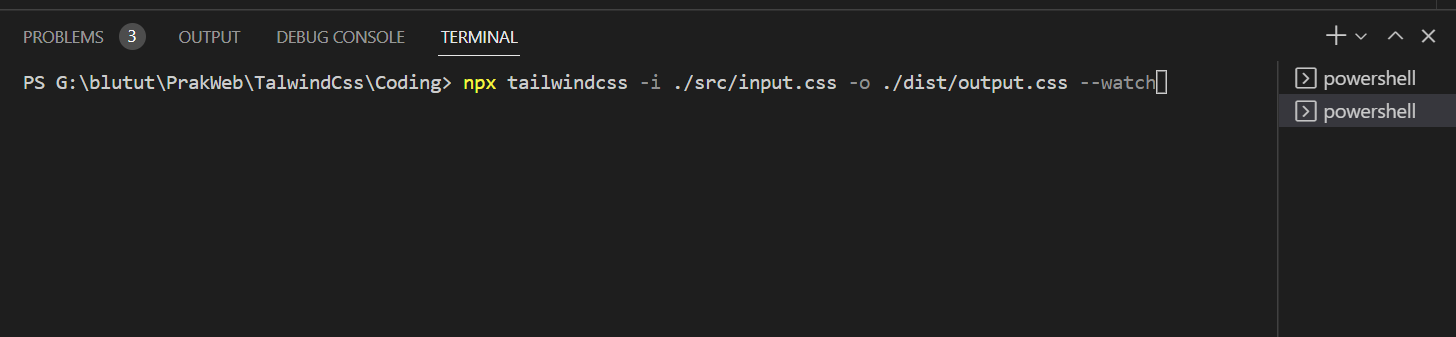 PROBLEMS 3 OUTPUT DEBUG CONSOLE TERMINAL
PS G:\blutut\PrakWeb\TalwindCss\Coding> npx tailwindcss -i ./src/input.css -o ./dist/output.css --watch
powershell
powershell